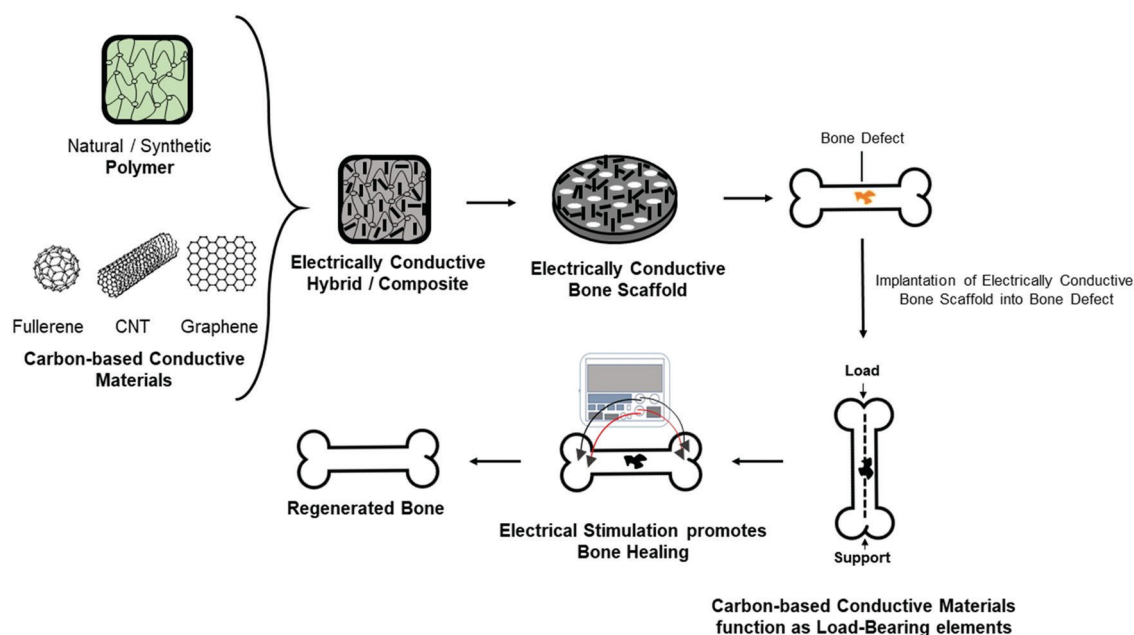 Natural / Synthetic
Polymer
Fullerene CNT Graphene
Carbon-based Conductive
Materials
Electrically Conductive
Hybrid / Composite
Electrically Conductive
Bone Scaffold
Bone Defect
Implantation of Electrically Conductive
Bone Scaffold into Bone Defect
Load
Support
Carbon-based Conductive Materials
function as Load-Bearing elements
Electrical Stimulation promotes
Bone Healing
Regenerated Bone